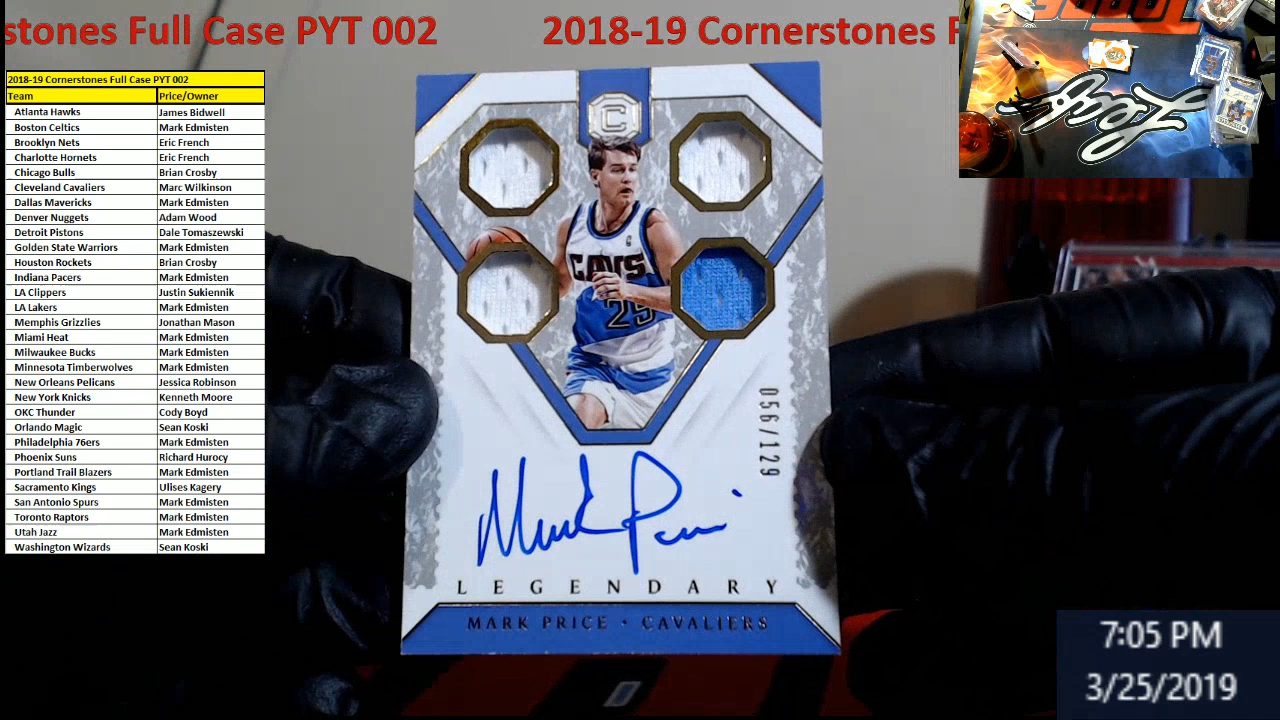 stones Full Case PYT 002 2018-19 Cornerstones F
2018-19 Cornerstones Full Case PYT 002
Team Price/Owner
Atlanta Hawks James Bidwell
Boston Celtics Mark Edmisten
Brooklyn Nets Eric French
Charlotte Hornets Eric French
Chicago Bulls Brian Crosby
Cleveland Cavaliers Marc Wilkinson
Dallas Mavericks Mark Edmisten
Denver Nuggets Adam Wood
Detroit Pistons Dale Tomaszewski
Golden State Warriors Mark Edmisten
Houston Rockets Brian Crosby
Indiana Pacers Mark Edmisten
LA Clippers Justin Sukiennik
LA Lakers Mark Edmisten
Memphis Grizzlies Jonathan Mason
Miami Heat Mark Edmisten
Milwaukee Bucks Mark Edmisten
Minnesota Timberwolves Mark Edmisten
New Orleans Pelicans Jessica Robinson
New York Knicks Kenneth Moore
OKC Thunder Cody Boyd
Orlando Magic Sean Koski
Philadelphia 76ers Mark Edmisten
Phoenix Suns Richard Hurocy
Portland Trail Blazers Mark Edmisten
Sacramento Kings Ulises Kagery
San Antonio Spurs Mark Edmisten
Toronto Raptors Mark Edmisten
Utah Jazz Mark Edmisten
Washington Wizards Sean Koski
C
CAVS
25
056/129
Mark Price
LEGENDARY
MARK PRICE • CAVALIERS
7:05 PM
3/25/2019